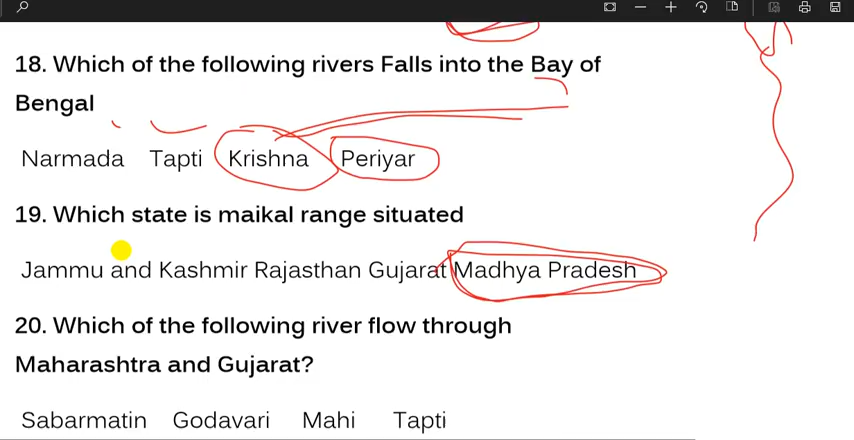 18. Which of the following rivers Falls into the Bay of
Bengal
Narmada Tapti Krishna Periyar
19. Which state is maikal range situated
Jammu and Kashmir Rajasthan Gujarat Madhya Pradesh
20. Which of the following river flow through
Maharashtra and Gujarat?
Sabarmatin Godavari Mahi Tapti